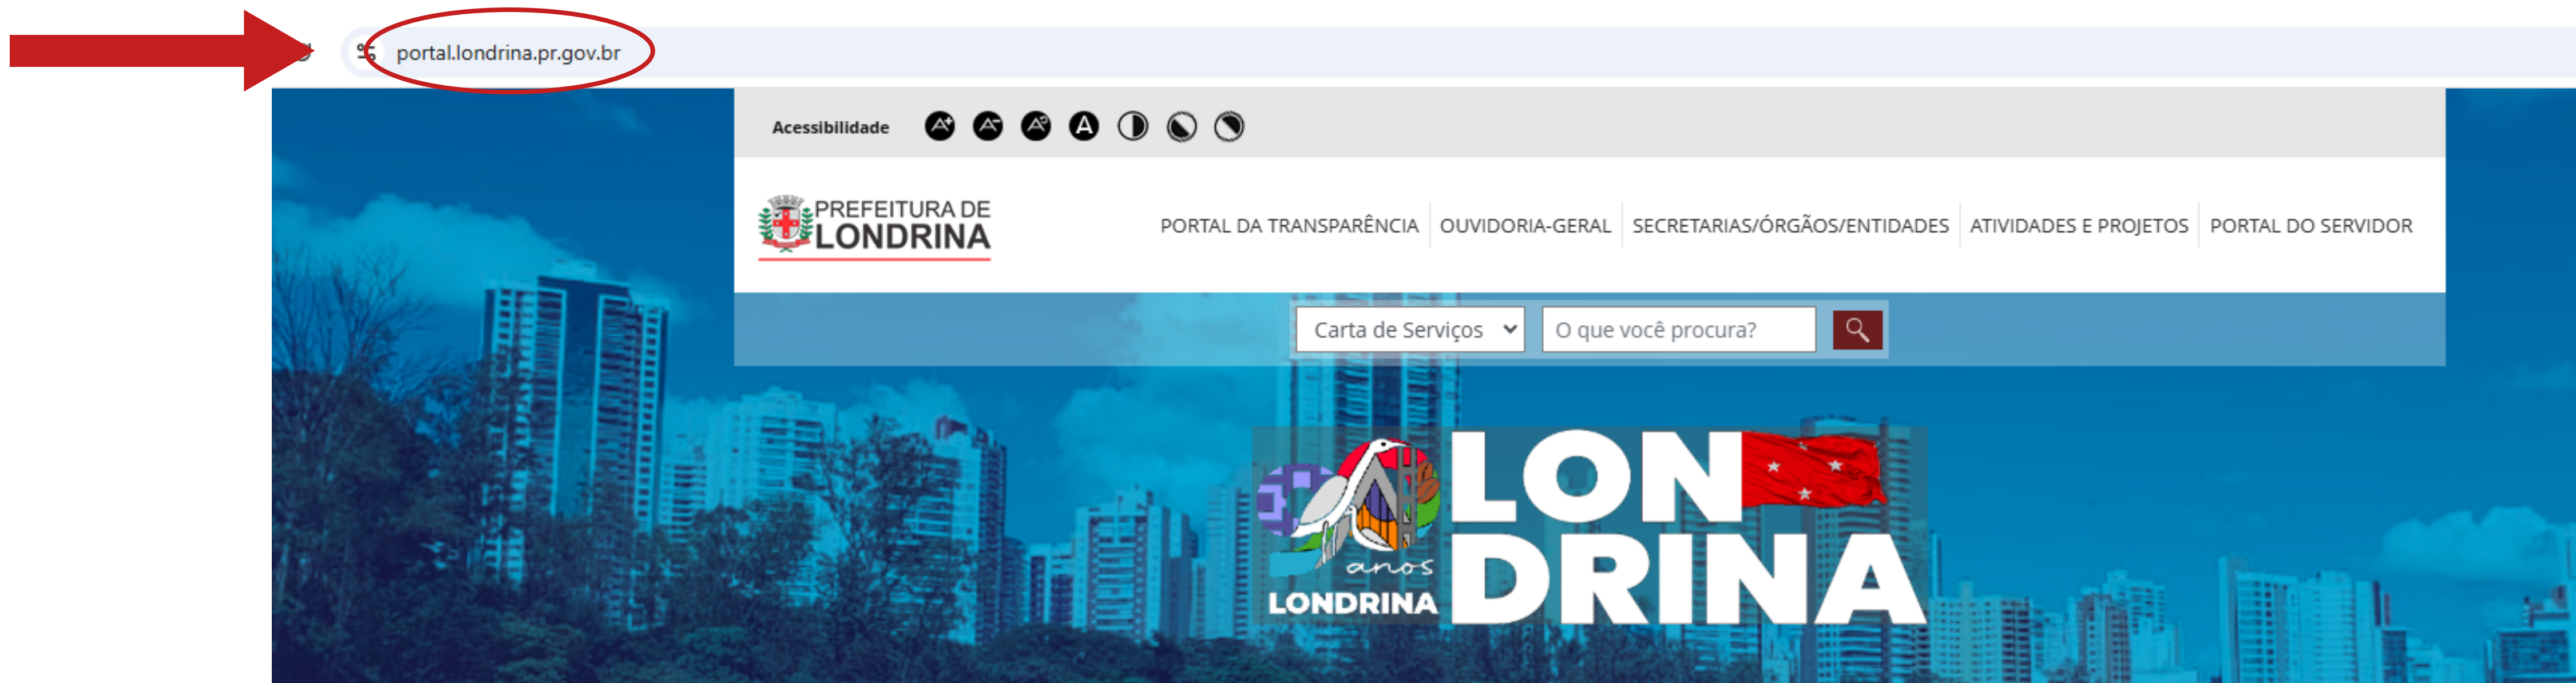 portal.londrina.pr.gov.br
Acessibilidade
A+ A- A A
PREFEITURA DE
LONDRINA
PORTAL DA TRANSPARÊNCIA OUVIDORIA-GERAL SECRETARIAS/ÓRGÃOS/ENTIDADES ATIVIDADES E PROJETOS PORTAL DO SERVIDOR
Carta de Serviços O que você procura?
LON
DRINA
anos
LONDRINA